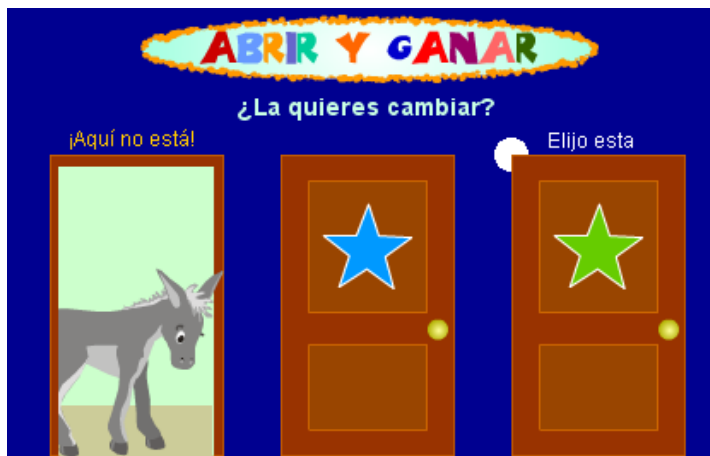 ABRIR Y GANAR
¿La quieres cambiar?
¡Aquí no está!
Elijo esta